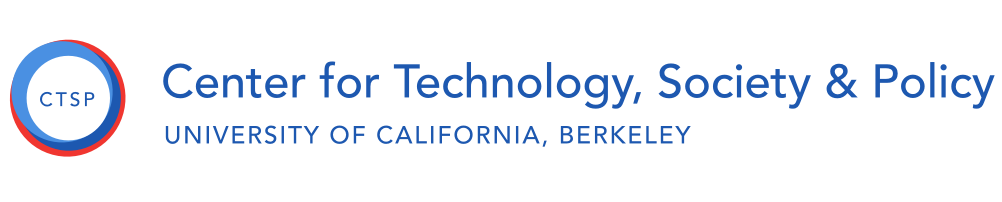 CTSP
Center for Technology, Society & Policy
UNIVERSITY OF CALIFORNIA, BERKELEY